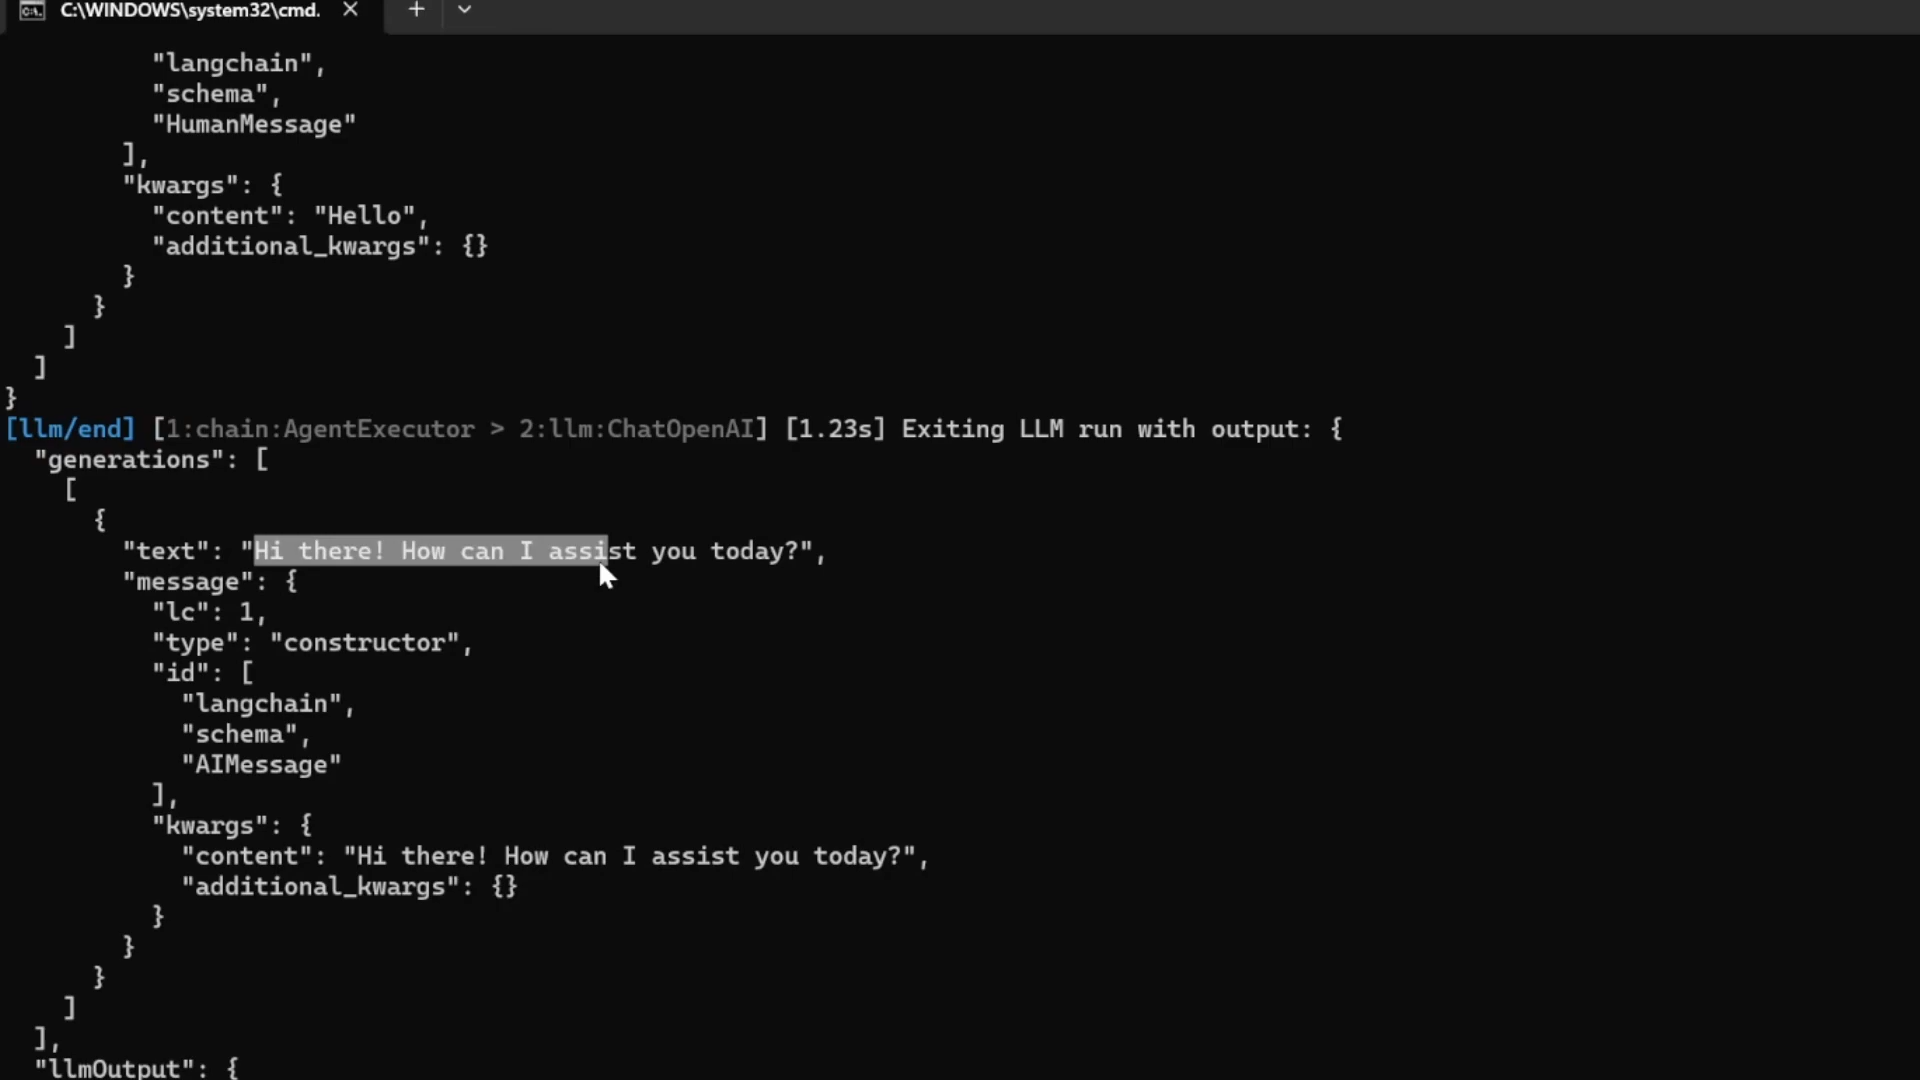 C:\WINDOWS\system32\cmd.
"langchain",
"schema",
"HumanMessage"
],
"kwargs": {
"content": "Hello",
"additional_kwargs": {}
}
}
]
]
}
[llm/end] [1:chain:AgentExecutor > 2:llm:ChatOpenAI] [1.23s] Exiting LLM run with output: {
"generations": [
[
{
"text": "Hi there! How can I assist you today?",
"message": {
"lc": 1,
"type": "constructor",
"id": [
"langchain",
"schema",
"AIMessage"
],
"kwargs": {
"content": "Hi there! How can I assist you today?",
"additional_kwargs": {}
}
}
}
]
],
"llmOutput": {